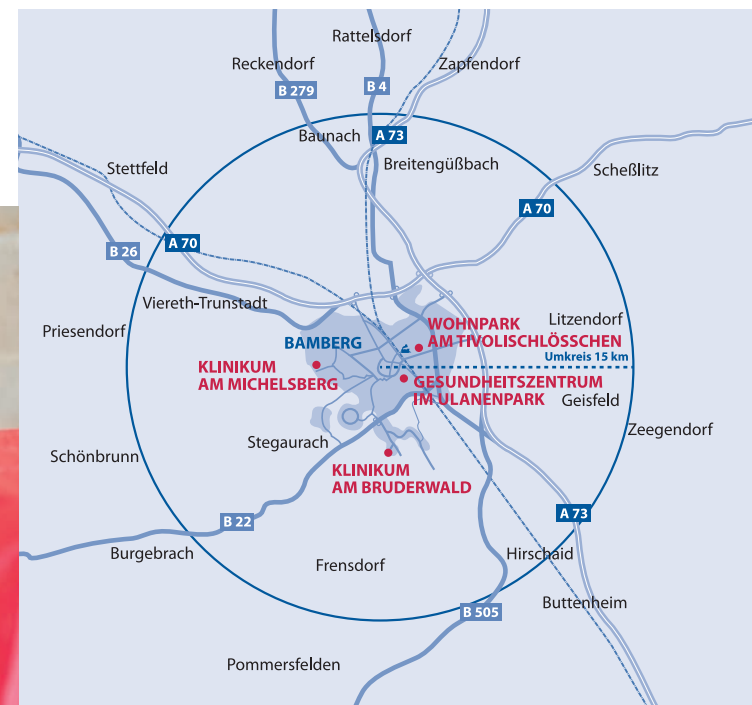 Rattelsdorf
Reckendorf
Zapfendorf
B 279
B 4
Baunach
A 73
Breitengüßbach
Stettfeld
Scheßlitz
A 70
B 26
A 70
Viereth-Trunstadt
Litzendorf
Priesendorf
BAMBERG
WOHNPARK
AM TIVOLISCHLÖSSCHEN
Umkreis 15 km
KLINIKUM
AM MICHELSBERG
GESUNDHEITSZENTRUM
IM ULANENPARK
Geisfeld
Zeegendorf
Stegaurach
Schönbrunn
KLINIKUM
AM BRUDERWALD
B 22
A 73
Burgebrach
Frensdorf
Hirschaid
Buttenheim
B 505
Pommersfelden